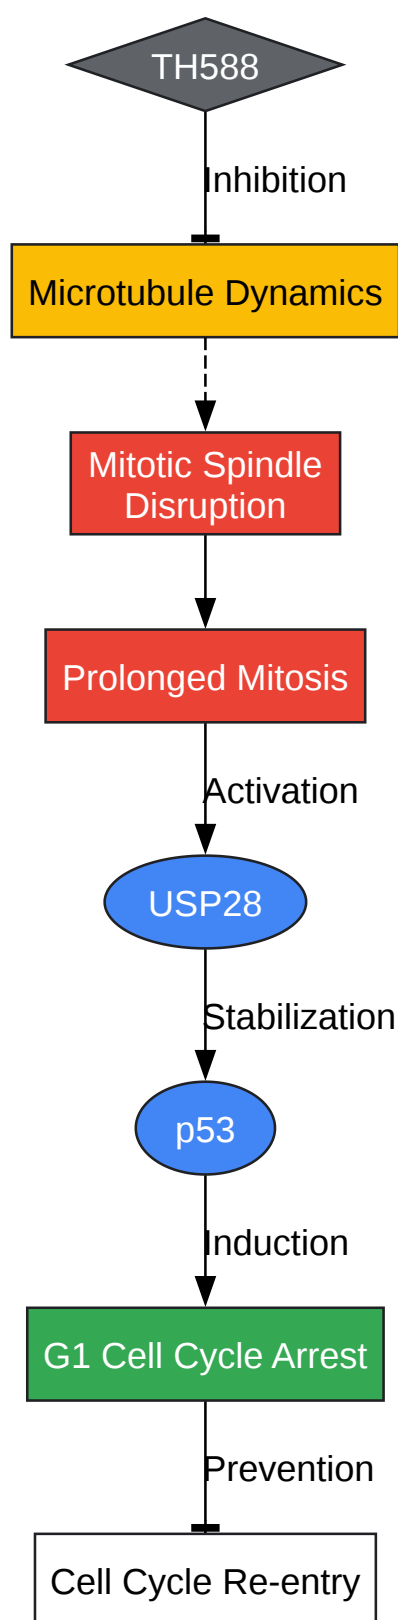 TH588
Inhibition
Microtubule Dynamics
Mitotic Spindle
Disruption
Prolonged Mitosis
Activation
USP28
Stabilization
p53
Induction
G1 Cell Cycle Arrest
Prevention
Cell Cycle Re-entry